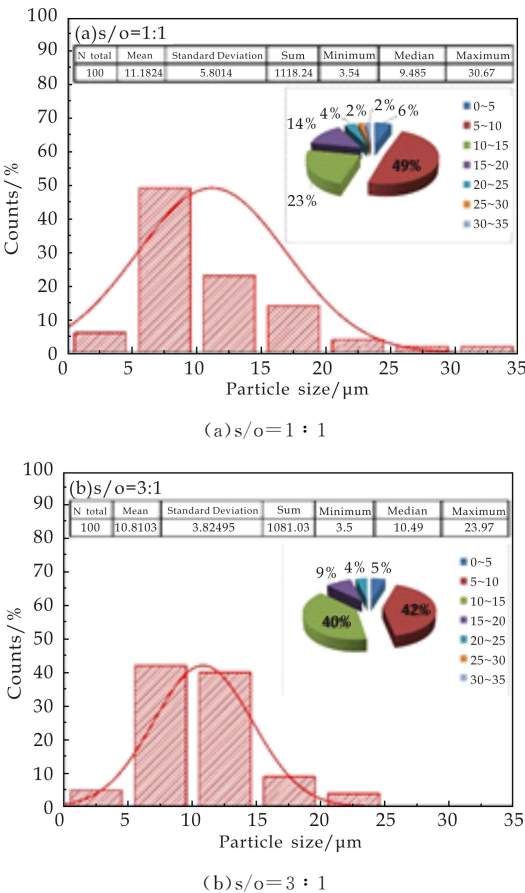 100
(a)s/o=1:1
N total Mean Standard Deviation Sum Minimum Median Maximum
100 11.1824 5.8014 1118.24 3.54 9.485 30.67
90
80
70
60
50
40
30
20
10
0
Counts/%
14% 4% 2% 2% 6%
49%
23%
0~5
5~10
10~15
15~20
20~25
25~30
30~35
0 5 10 15 20 25 30 35
Particle size/μm
(a)s/o=1:1
100
(b)s/o=3:1
N total Mean Standard Deviation Sum Minimum Median Maximum
100 10.8103 3.82495 1081.03 3.5 10.49 23.97
90
80
70
60
50
40
30
20
10
0
Counts/%
9% 4% 5%
42%
40%
0~5
5~10
10~15
15~20
20~25
25~30
30~35
0 5 10 15 20 25 30 35
Particle size/μm
(b)s/o=3:1